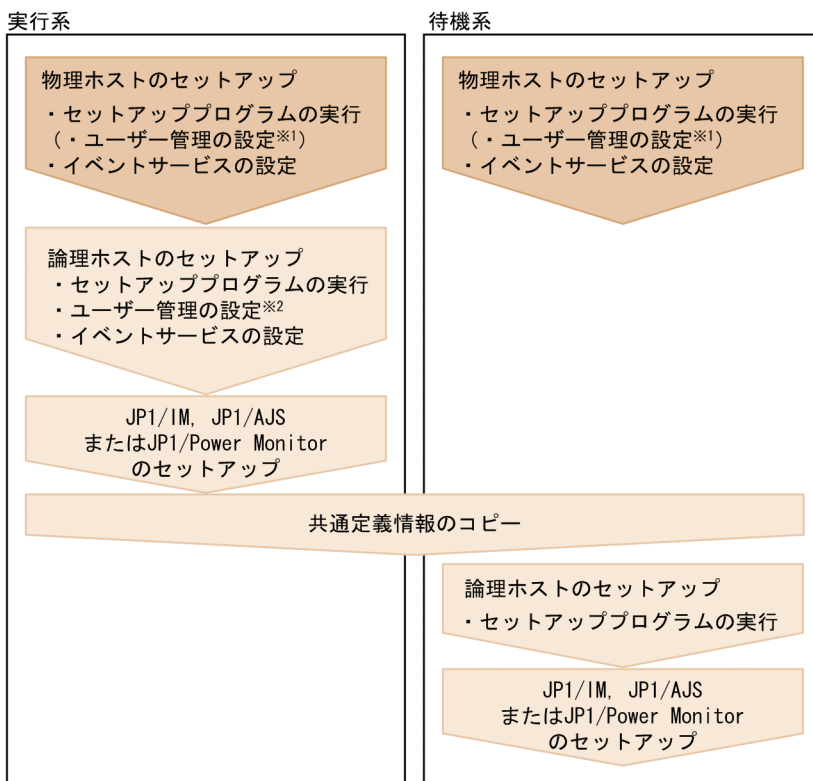 実行系
物理ホストのセットアップ
・セットアッププログラムの実行
（・ユーザー管理の設定※1）
・イベントサービスの設定
論理ホストのセットアップ
・セットアッププログラムの実行
・ユーザー管理の設定※2
・イベントサービスの設定
JP1/IM, JP1/AJS
またはJP1/Power Monitor
のセットアップ
共通定義情報のコピー
待機系
物理ホストのセットアップ
・セットアッププログラムの実行
（・ユーザー管理の設定※1）
・イベントサービスの設定
論理ホストのセットアップ
・セットアッププログラムの実行
JP1/IM, JP1/AJS
またはJP1/Power Monitor
のセットアップ